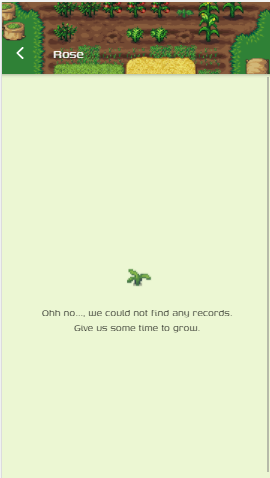 Rose
Ohh no..., we could not find any records.
Give us some time to grow.